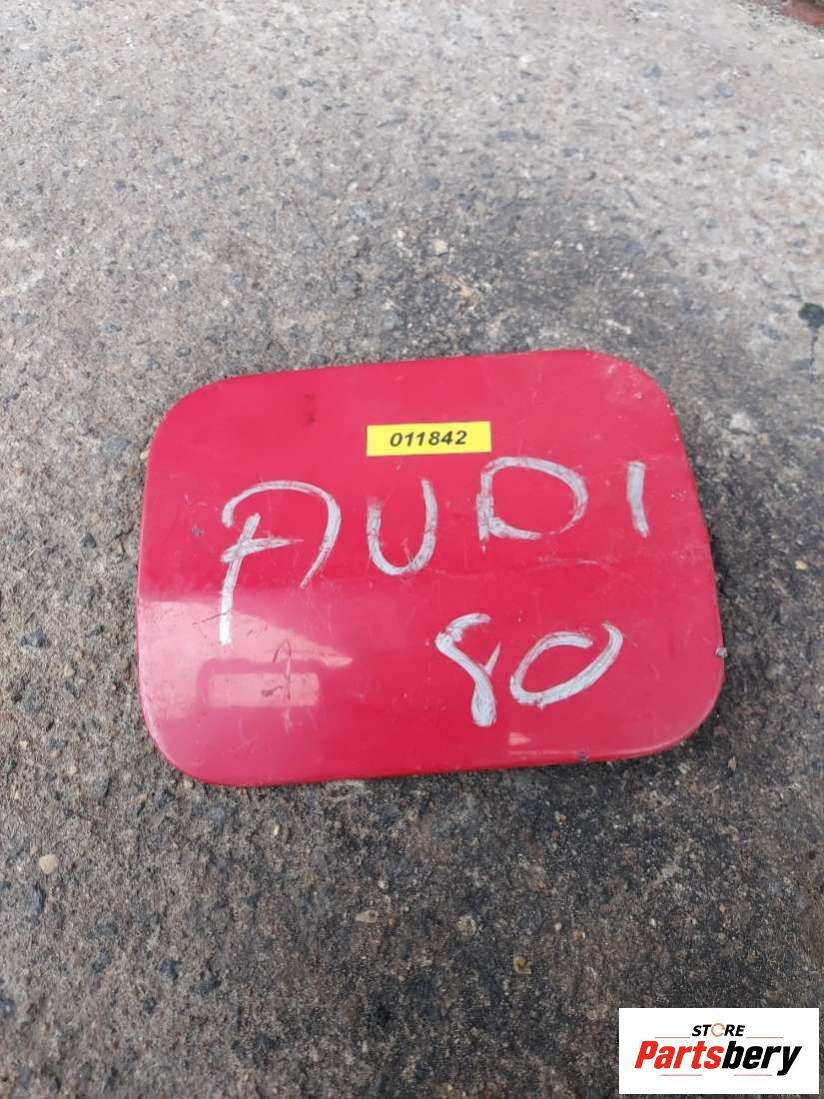 011842
AUDI
80
STORE
Partsbery